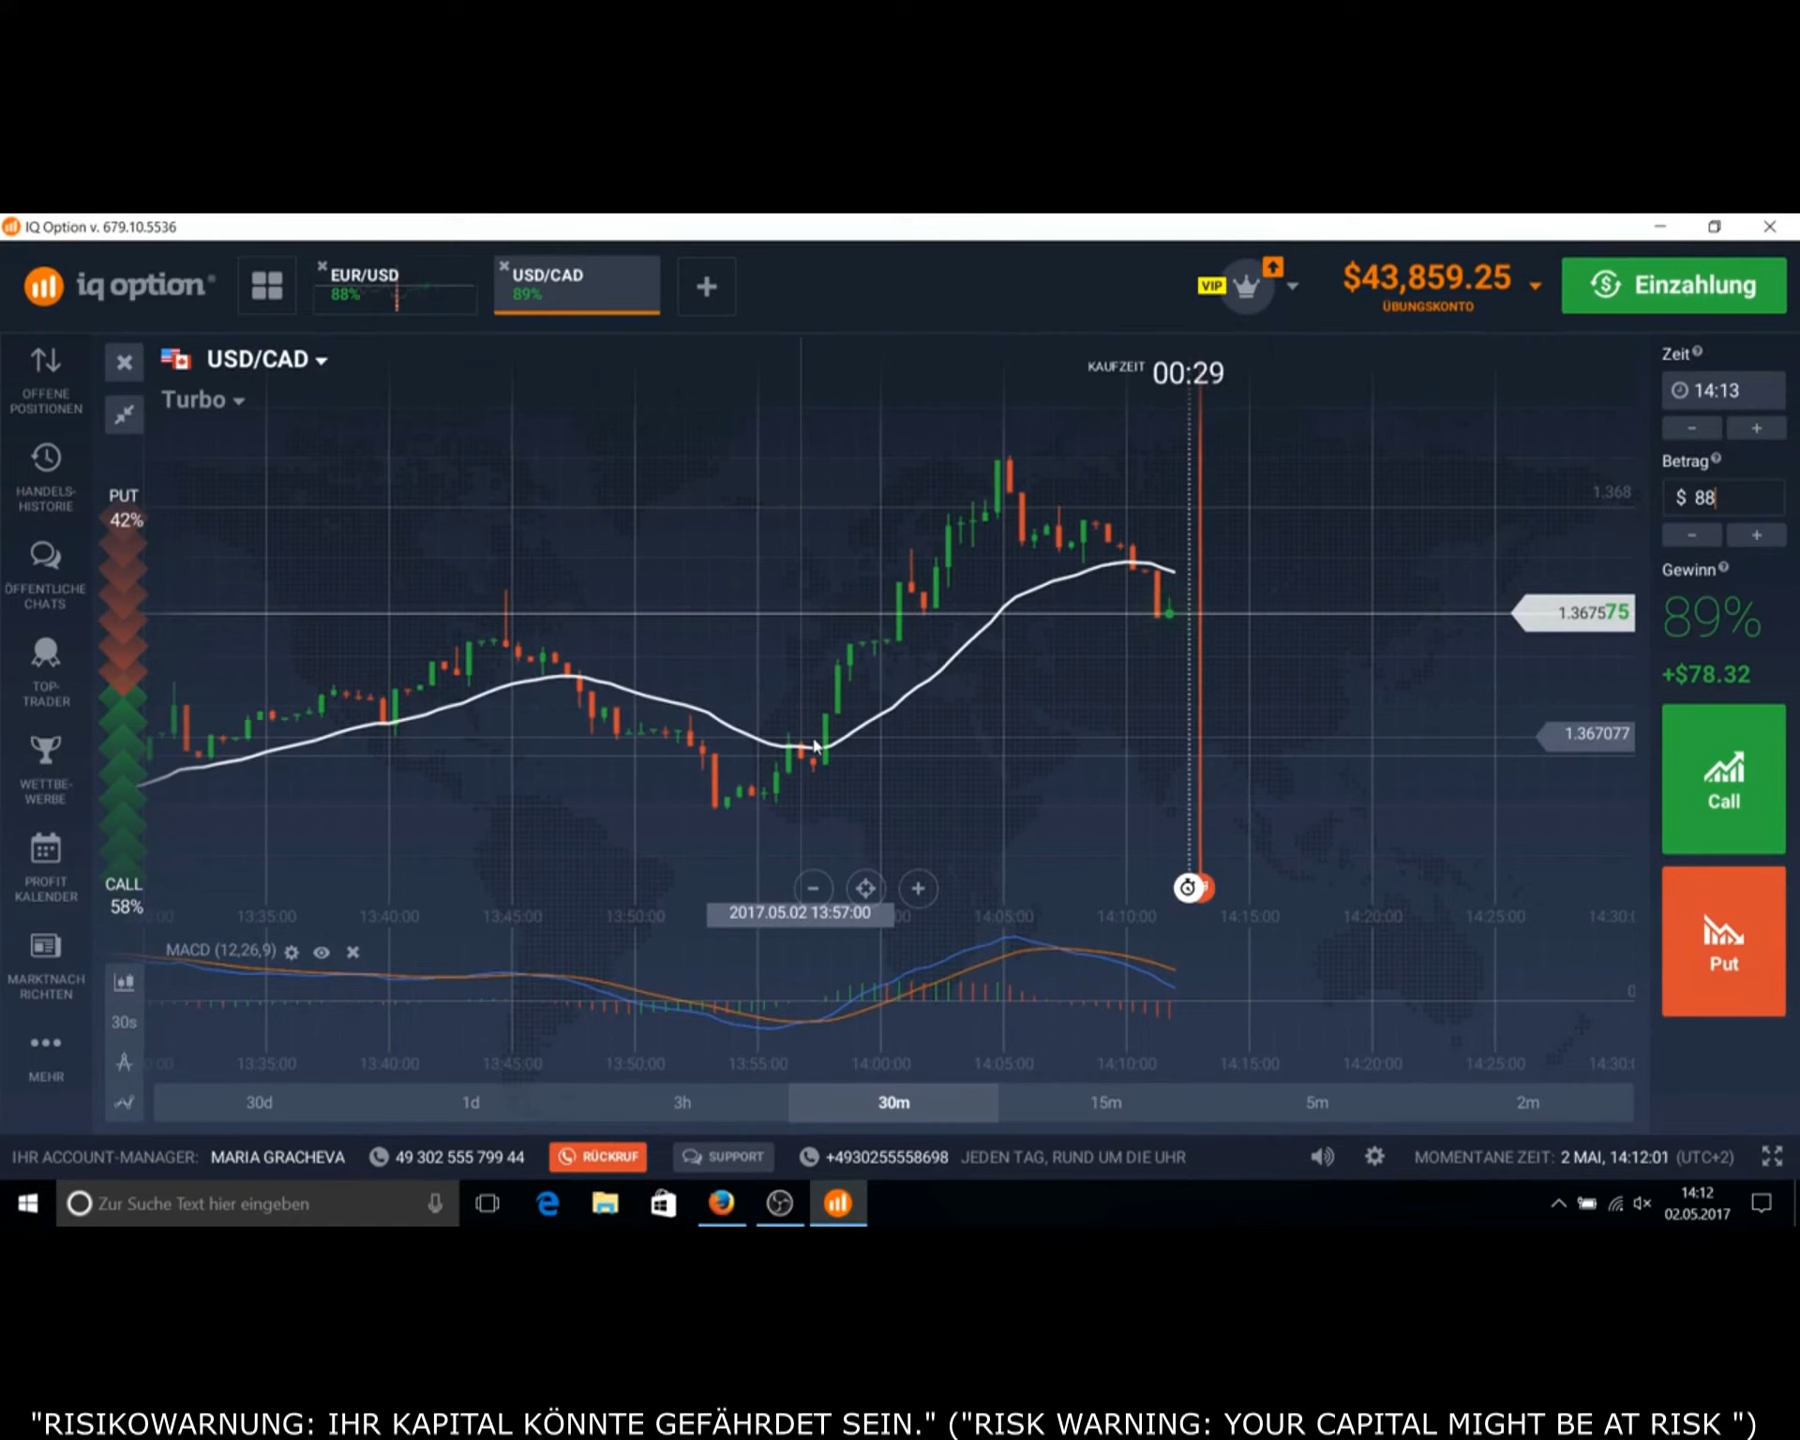 IQ Option v. 679.10.5536
iq option
EUR/USD
88%
USD/CAD
89%
VIP
$43,859.25
ÜBUNGSKONTO
Einzahlung
OFFENE
POSITIONEN
HANDELS-
HISTORIE
ÖFFENTLICHE
CHATS
TOP-
TRADER
WETTBE-
WERBE
PROFIT
KALENDER
MARKTNACH
RICHTEN
MEHR
USD/CAD
Turbo
PUT
42%
CALL
58%
KAUFZEIT 00:29
1.368
1.367575
1.367077
13:35:00 13:40:00 13:45:00 13:50:00 14:05:00 14:10:00 14:15:00 14:20:00 14:25:00
2017.05.02 13:57:00
MACD (12,26,9)
0
30s
13:35:00 13:40:00 13:45:00 13:50:00 13:55:00 14:00:00 14:05:00 14:10:00 14:15:00 14:20:00 14:25:00
30d 1d 3h 30m 15m 5m 2m
Zeit
14:13
- +
Betrag
$ 88
- +
Gewinn
89%
+$78.32
Call
Put
IHR ACCOUNT-MANAGER: MARIA GRACHEVA 49 302 555 799 44 RÜCKRUF SUPPORT +4930255558698 JEDEN TAG, RUND UM DIE UHR MOMENTANE ZEIT: 2 MAI, 14:12:01 (UTC+2)
Zur Suche Text hier eingeben
14:12
02.05.2017
"RISIKOWARNUNG: IHR KAPITAL KÖNNTE GEFÄHRDET SEIN." ("RISK WARNING: YOUR CAPITAL MIGHT BE AT RISK ")